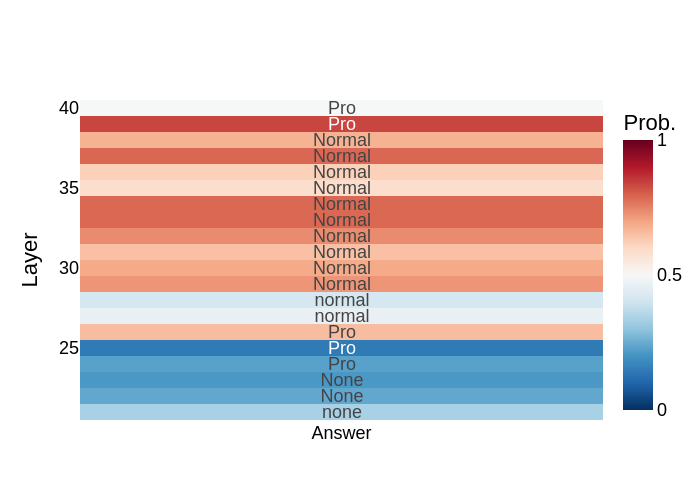 40
Pro
Prob.
Pro
1
Normal
Normal
Normal
35
Normal
Normal
Normal
Layer
Normal
Normal
30
Normal
0.5
Normal
normal
normal
Pro
25
Pro
Pro
None
None
none
0
Answer